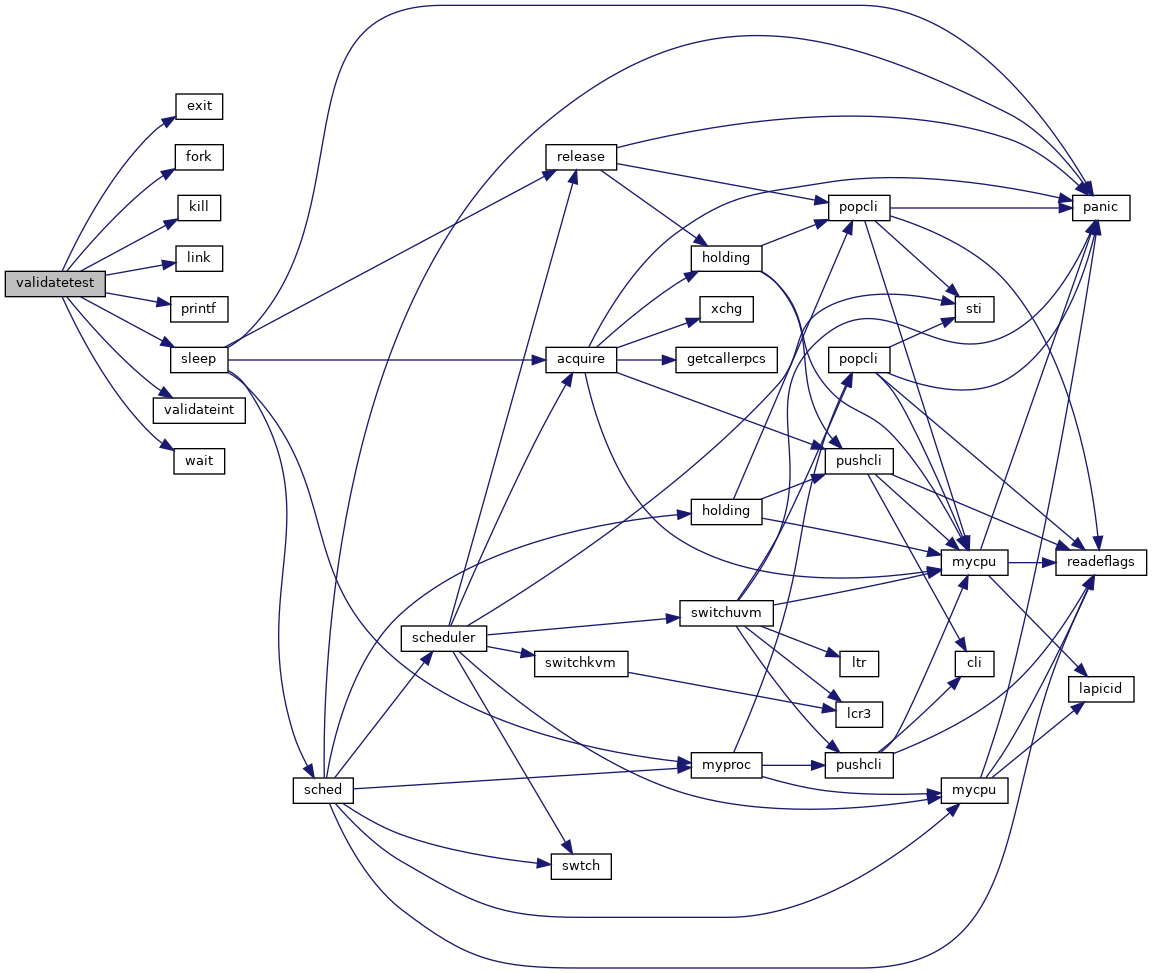 validatetest
exit
fork
kill
link
printf
sleep
validateint
wait
sched
scheduler
release
acquire
switchkvm
swtch
holding
xchg
getcallerpcs
holding
switchuvm
myproc
popcli
popcli
pushcli
ltr
lcr3
pushcli
sti
mycpu
cli
mycpu
panic
readeflags
lapicid